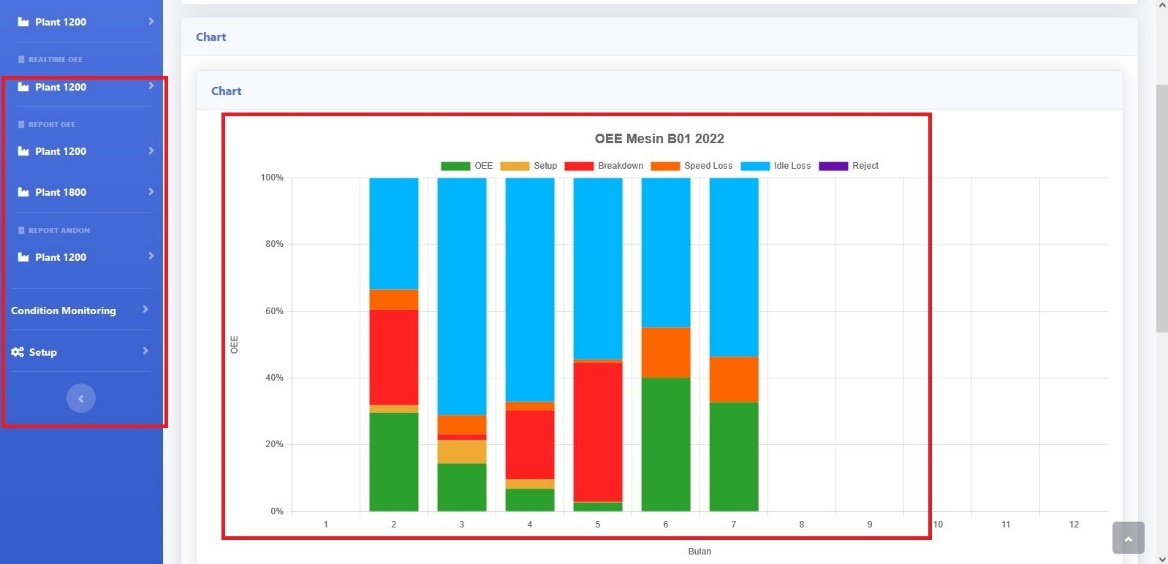 Plant 1200
REALTIME OEE
Plant 1200
REPORT OEE
Plant 1200
Plant 1800
REPORT ANDON
Plant 1200
Condition Monitoring
Setup
Chart
Chart
OEE Mesin B01 2022
OEE Setup Breakdown Speed Loss Idle Loss Reject
100%
80%
60%
40%
20%
0%
OEE
1 2 3 4 5 6 7 8 9 10 11 12
Bulan